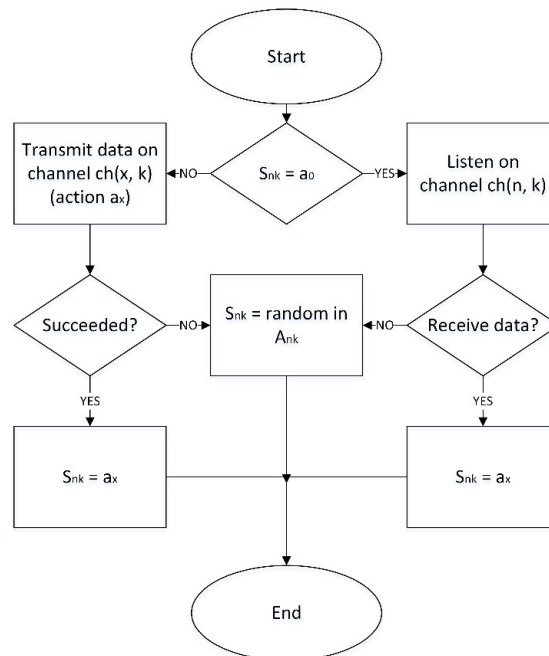 Start
Transmit data on
channel ch(x, k)
(action aₓ)
NO
Sₙₖ = a₀
YES
Listen on
channel ch(n, k)
Succeeded?
NO
Sₙₖ = random in
Aₙₖ
NO
Receive data?
YES
YES
Sₙₖ = aₓ
Sₙₖ = aₓ
End